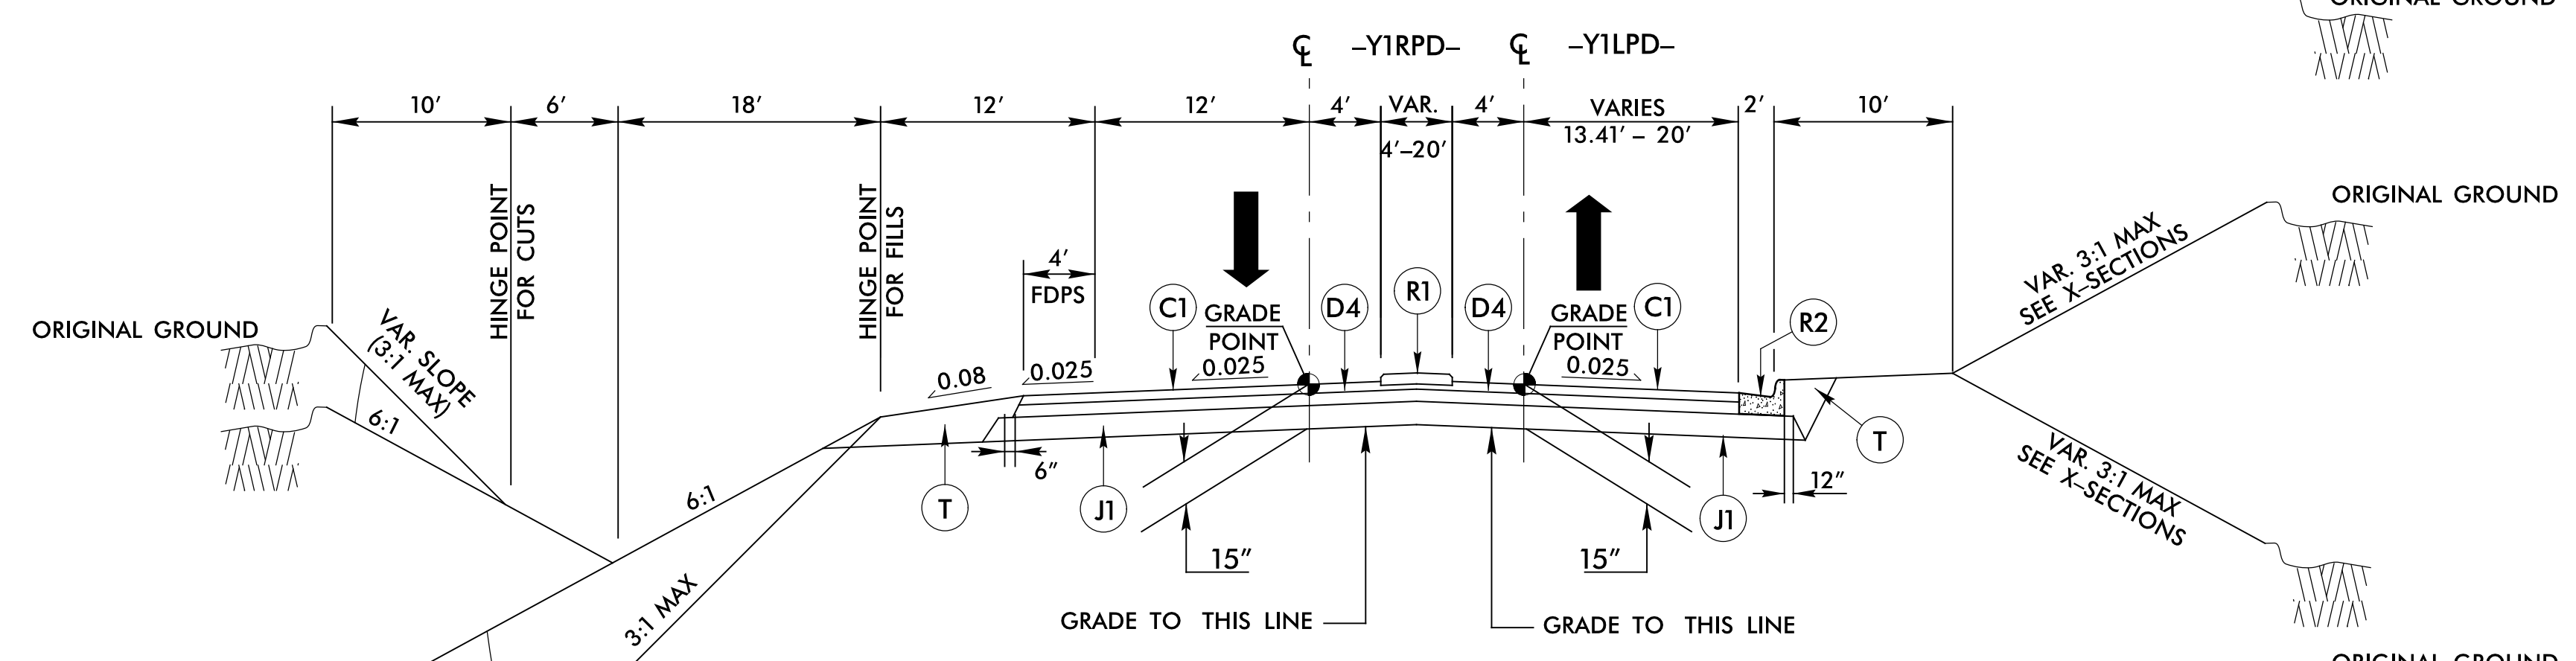 ORIGINAL GROUND
℄ –Y1RPD– ℄ –Y1LPD–
10′ 6′ 18′ 12′ 12′ 4′ VAR. 4′ VARIES 2′ 10′
4′–20′ 13.41′ – 20′
HINGE POINT
FOR CUTS
HINGE POINT
FOR FILLS
ORIGINAL GROUND
VAR. 3:1 MAX
SEE X–SECTIONS
4′
FDPS
C1
GRADE
POINT
D4
R1
D4
GRADE
POINT
C1
R2
ORIGINAL GROUND
VAR. SLOPE
(3:1 MAX)
6:1
0.08
0.025
0.025
0.025
T
VAR. 3:1 MAX
SEE X–SECTIONS
6″
12″
6:1
T
J1
J1
15″
15″
3:1 MAX
GRADE TO THIS LINE
GRADE TO THIS LINE
ORIGINAL GROUND